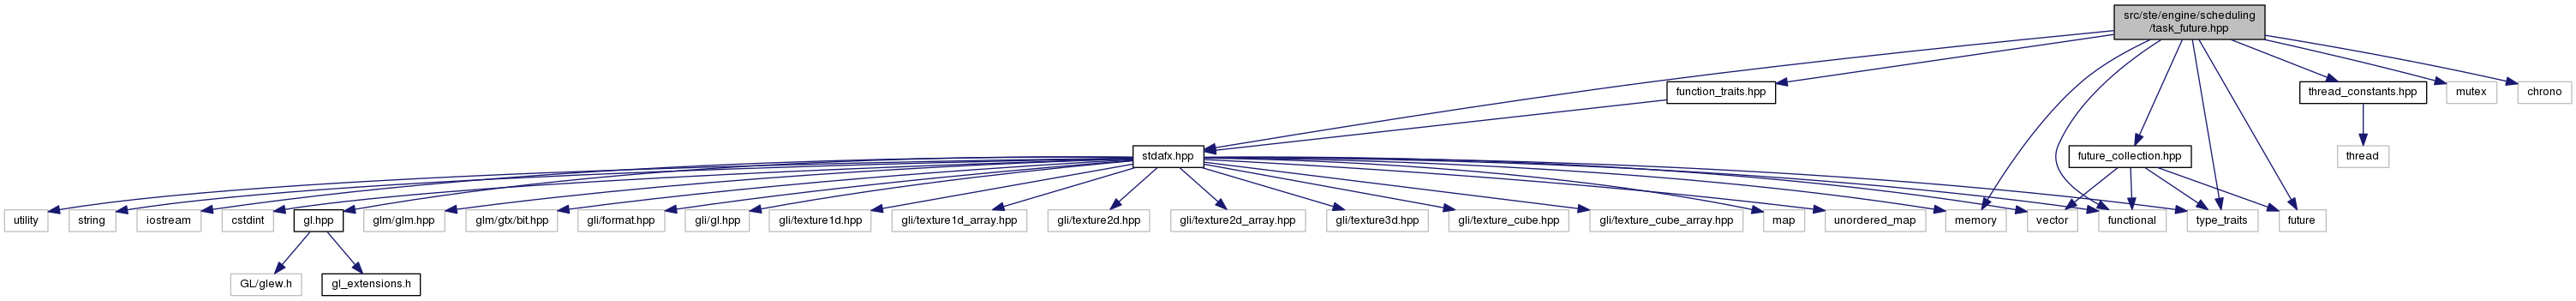 src/ste/engine/scheduling
/task_future.hpp
function_traits.hpp
thread_constants.hpp
mutex
chrono
stdafx.hpp
future_collection.hpp
thread
utility
string
iostream
cstdint
gl.hpp
glm/glm.hpp
glm/gtx/bit.hpp
gli/format.hpp
gli/gl.hpp
gli/texture1d.hpp
gli/texture1d_array.hpp
gli/texture2d.hpp
gli/texture2d_array.hpp
gli/texture3d.hpp
gli/texture_cube.hpp
gli/texture_cube_array.hpp
map
unordered_map
memory
vector
functional
type_traits
future
GL/glew.h
gl_extensions.h